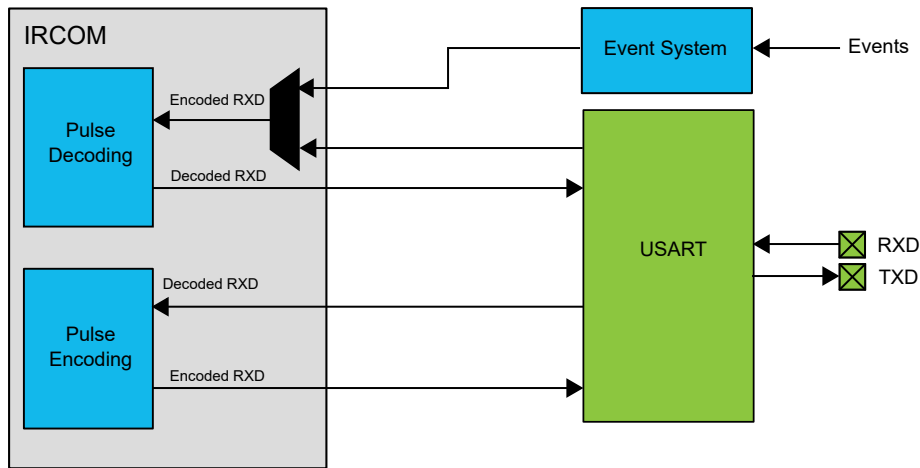 IRCOM
Event System
Events
Encoded RXD
Pulse
Decoding
Decoded RXD
USART
RXD
TXD
Decoded RXD
Pulse
Encoding
Encoded RXD